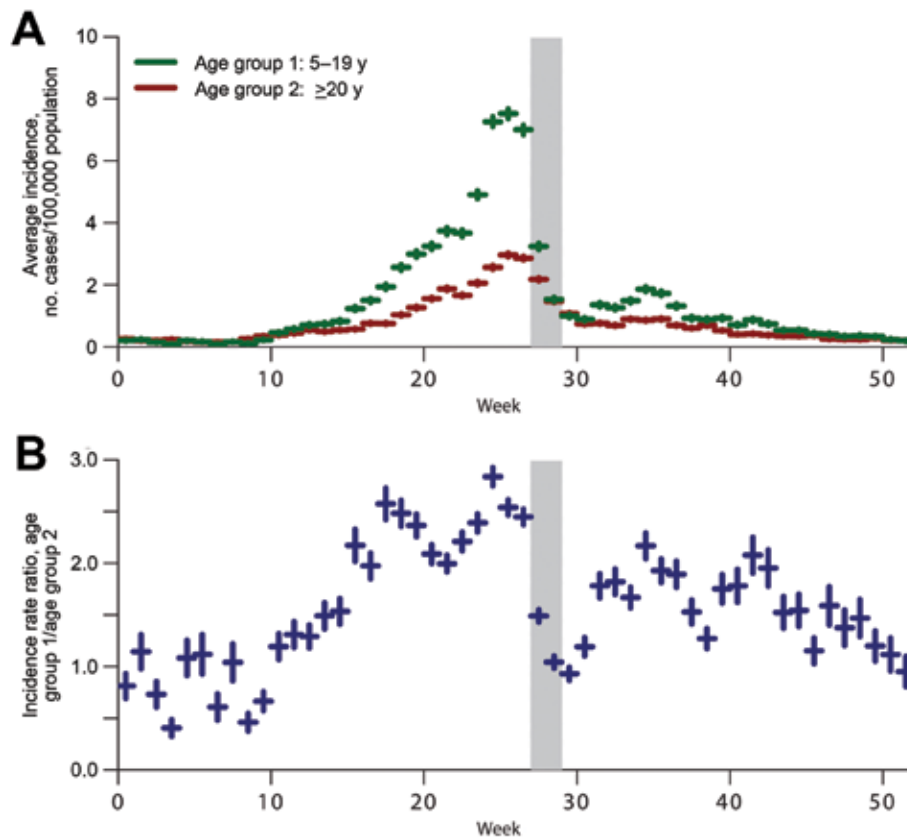 A
Average incidence,
no. cases/100,000 population
10
8
6
4
2
0
Age group 1: 5–19 y
Age group 2: ≥20 y
0 10 20 30 40 50
Week
B
Incidence rate ratio, age
group 1/age group 2
3.0
2.0
1.0
0.0
0 10 20 30 40 50
Week